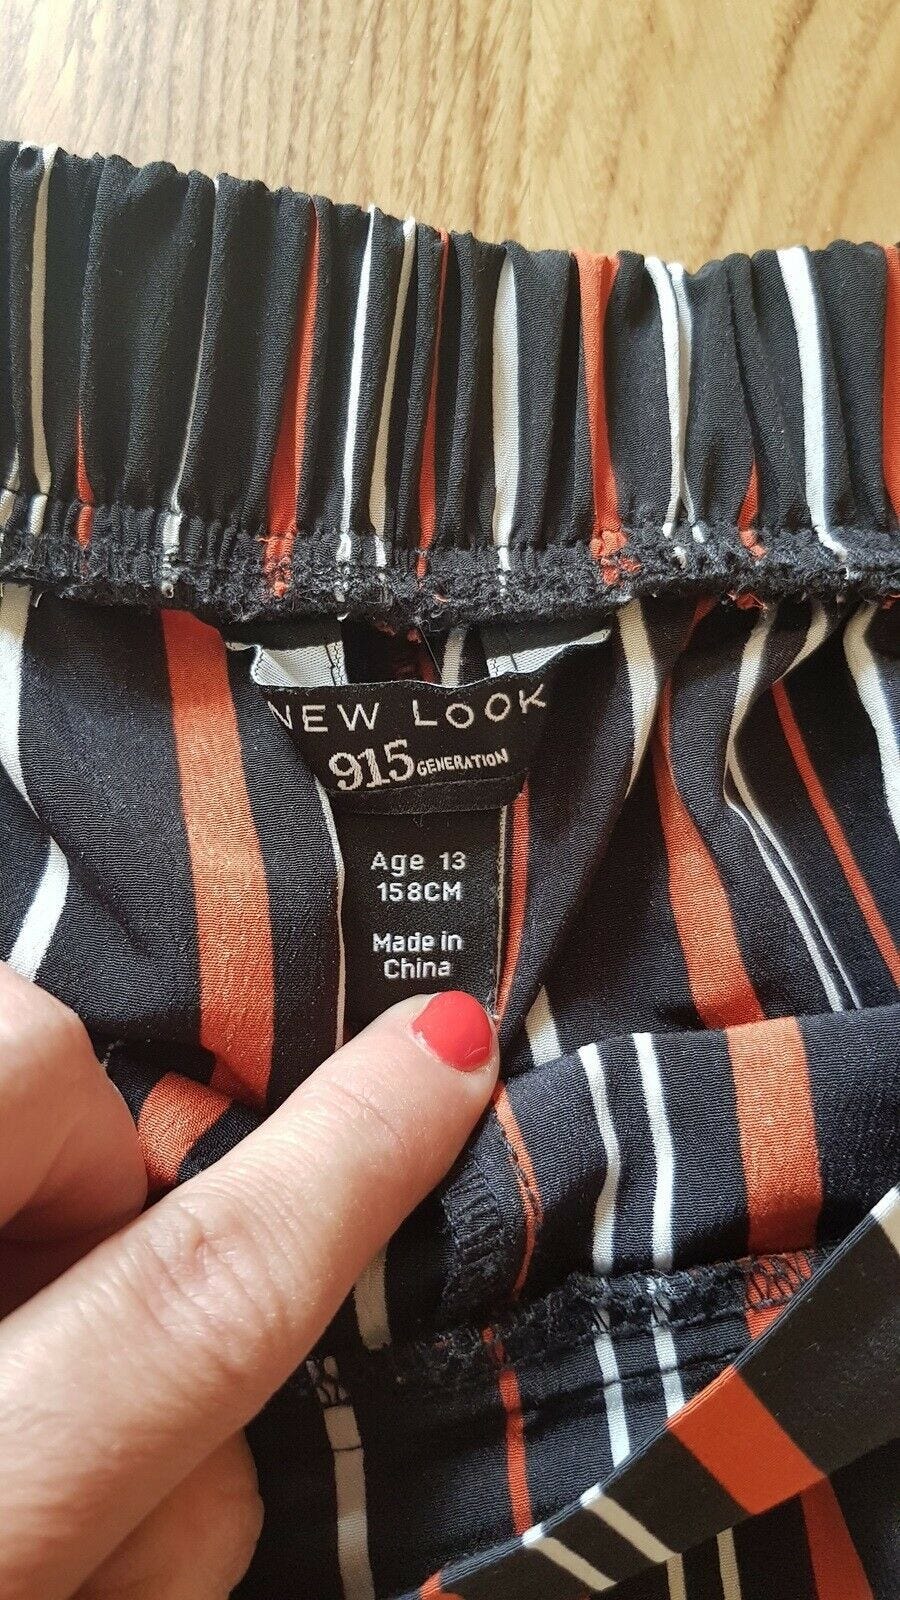 NEW LOOK
915 GENERATION
Age 13
158CM
Made in
China